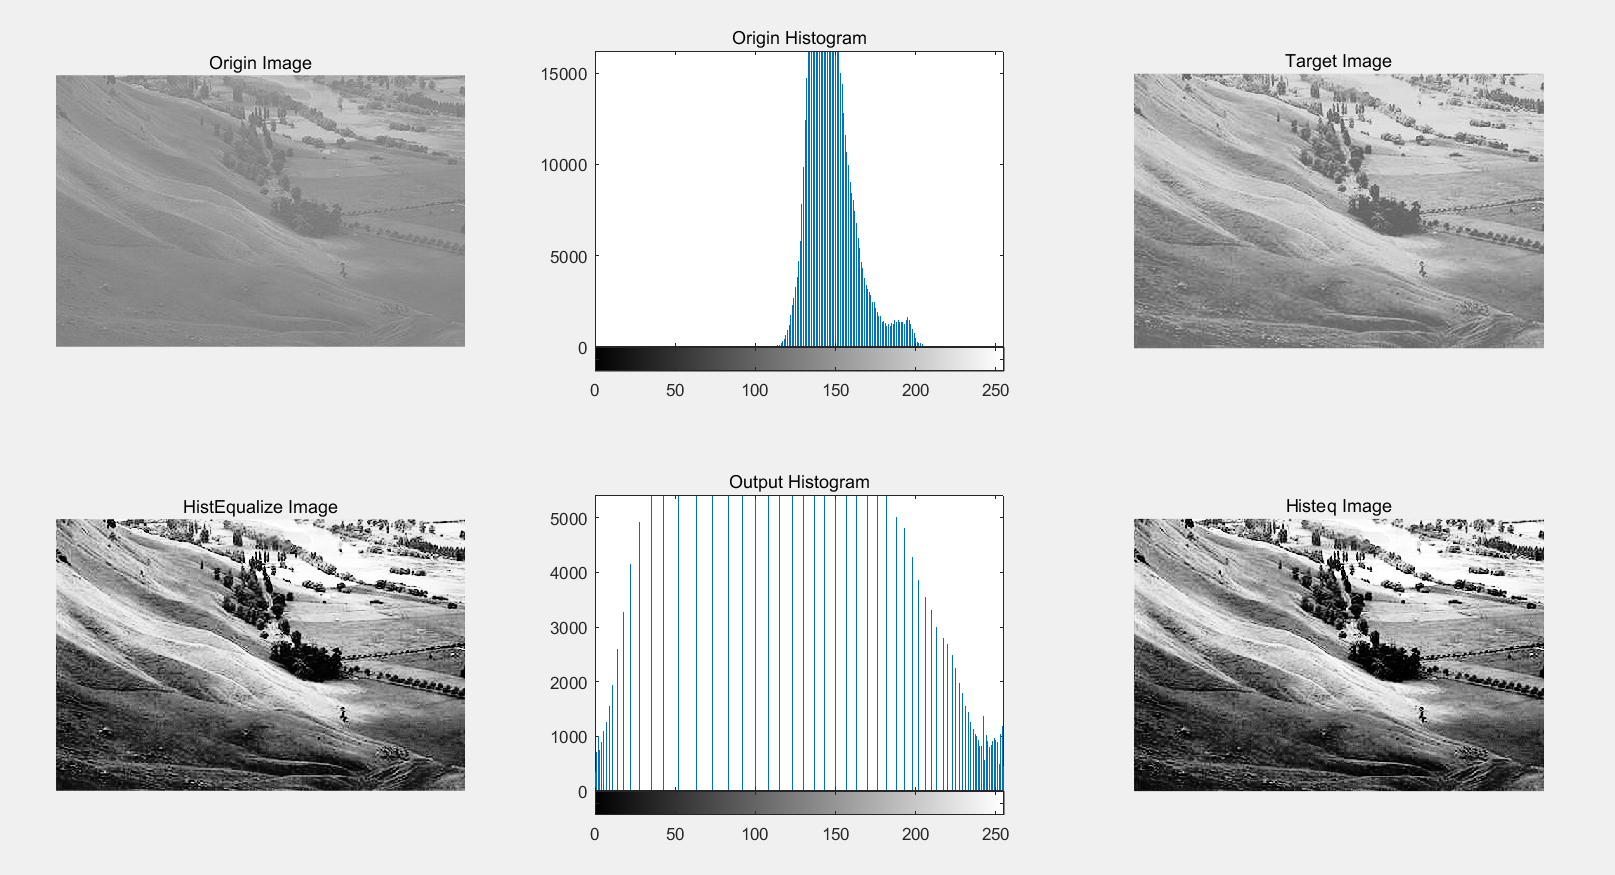 Origin Image
Origin Histogram
15000
10000
5000
0
0 50 100 150 200 250
Target Image
HistEqualize Image
Output Histogram
5000
4000
3000
2000
1000
0
0 50 100 150 200 250
Histeq Image